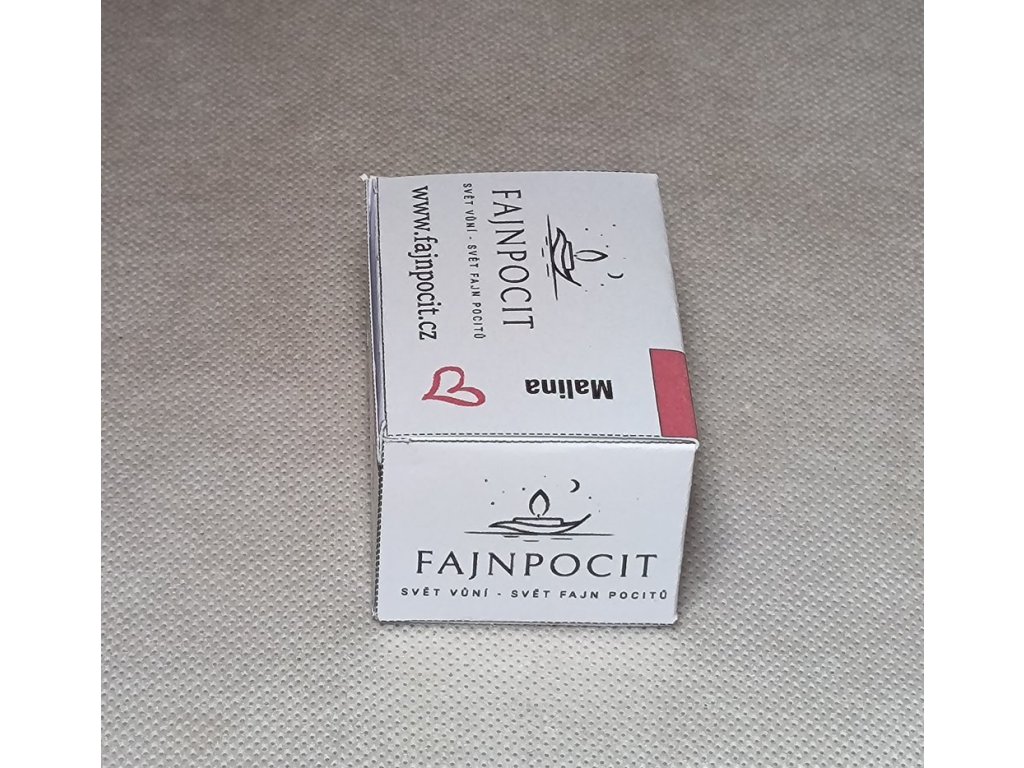 FAJNPOCIT
SVĚT VŮNÍ - SVĚT FAJN POCITŮ
www.fajnpocit.cz
Malina
FAJNPOCIT
SVĚT VŮNÍ - SVĚT FAJN POCITŮ